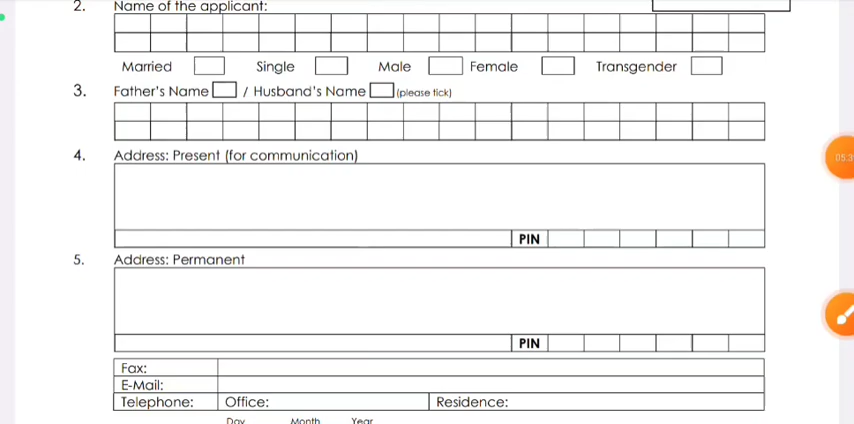 2. Name of the applicant:
Married Single Male Female Transgender
3. Father's Name / Husband's Name (please tick)
4. Address: Present (for communication)
PIN
5. Address: Permanent
PIN
Fax:
E-Mail:
Telephone: Office: Residence:
Day Month Year